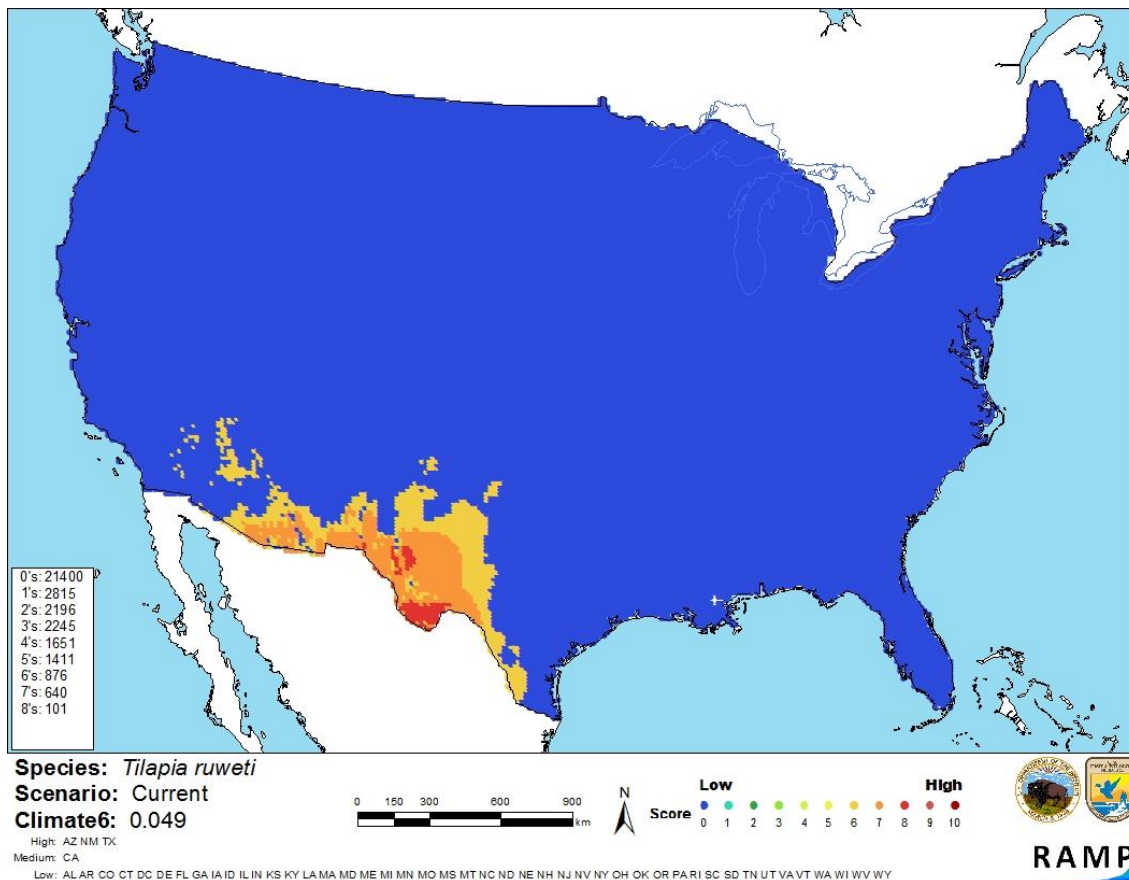 0's: 21400
1's: 2815
2's: 2196
3's: 2245
4's: 1651
5's: 1411
6's: 876
7's: 640
8's: 101
Species: Tilapia ruweti
Scenario: Current
Climate6: 0.049
High: AZ NM TX
Medium: CA
Low: AL AR CO CT DC DE FL GA IA ID IL IN KS KY LA MA MD ME MI MN MO MS MT NC ND NE NH NJ NV NY OH OK OR PA RI SC SD TN UT VA VT WA WI WV WY
0 150 300 600 900
km
N
Low High
Score 0 1 2 3 4 5 6 7 8 9 10
RAMP